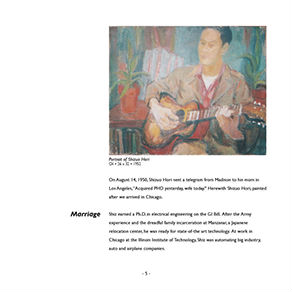 Portrait of Shizuo Hori
Oil • 26 x 32 • 1952
On August 14, 1950, Shizuo Hori sent a telegram from Madison to his mom in
Los Angeles, "Acquired PHD yesterday, wife today." Herewith Shizuo Hori, painted
after we arrived in Chicago.
Marriage
Shiz earned a Ph.D. in electrical engineering on the GI Bill. After the Army
experience and the dreadful family incarceration at Manzanar, a Japanese
relocation center, he was ready for state-of-the art technology. At work in
Chicago at the Illinois Institute of Technology, Shiz was automating big industry,
auto and airplane companies.
- 5 -